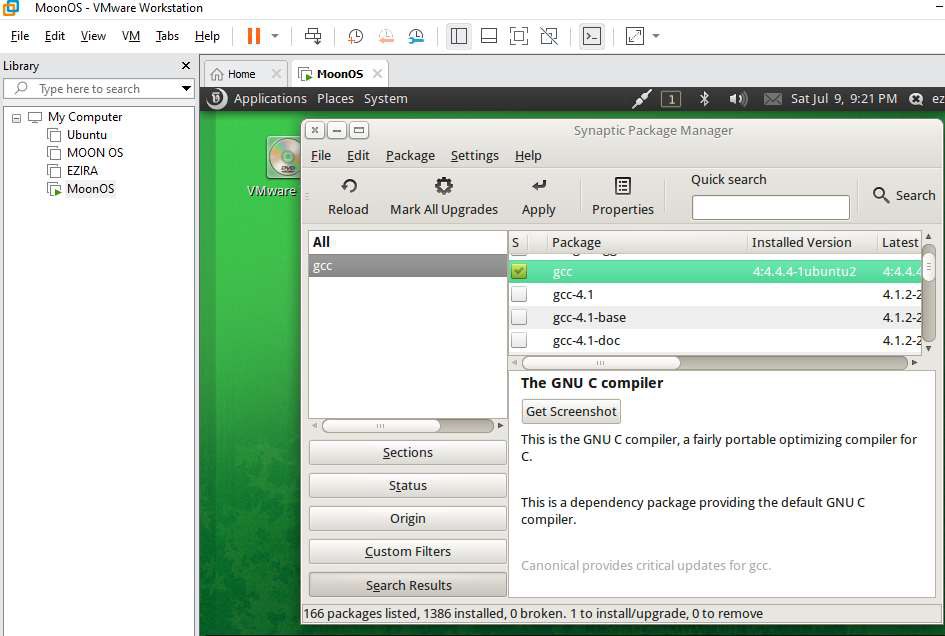 MoonOS - VMware Workstation
File Edit View VM Tabs Help
Library
Type here to search
My Computer
Ubuntu
MOON OS
EZIRA
MoonOS
Home
MoonOS
Applications Places System
1
Sat Jul 9, 9:21 PM
ez
VMware
Synaptic Package Manager
File Edit Package Settings Help
Reload
Mark All Upgrades
Apply
Properties
Quick search
Search
All
gcc
S Package Installed Version Latest
gcc 4:4.4.4-1ubuntu2 4:4.4.4
gcc-4.1 4.1.2-2
gcc-4.1-base 4.1.2-2
gcc-4.1-doc 4.1.2-2
The GNU C compiler
Get Screenshot
This is the GNU C compiler, a fairly portable optimizing compiler for
C.
This is a dependency package providing the default GNU C
compiler.
Canonical provides critical updates for gcc.
Sections
Status
Origin
Custom Filters
Search Results
166 packages listed, 1386 installed, 0 broken. 1 to install/upgrade, 0 to remove